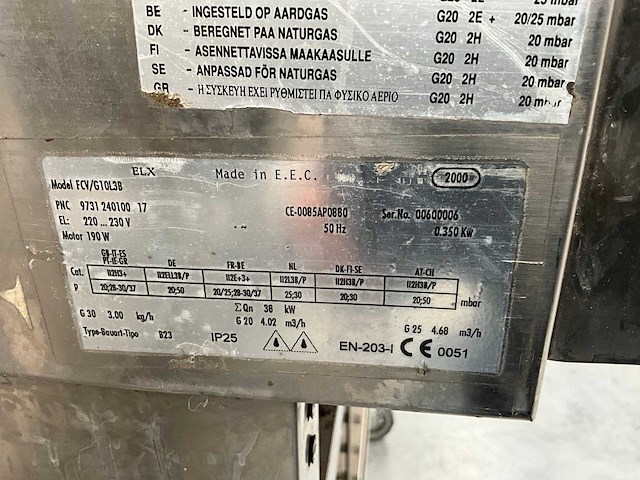 mbar
BE - INGESTELD OP AARDGAS G20 2E + 20/25 mbar
DK - BEREGNET PAA NATURGAS G20 2H 20 mbar
FI - ASENNETTAVISSA MAAKAASULLE G20 2H 20 mbar
SE - ANPASSAD FÖR NATURGAS G20 2H 20 mbar
GR - Η ΣΥΣΚΕΥΗ ΕΧΕΙ ΡΥΘΜΙΣΤΕΙ ΓΙΑ ΦΥΣΙΚΟ ΑΕΡΙΟ G20 2H 20 mbar
ELX Made in E.E.C. 2000
Model FCV/G10L3B
PNC 9731 240100 17 CE-0085AP0880 Ser.No. 00600006
EL: 220 ... 230 V 50 Hz 0.350 Kw
Motor 190 W
GB-IT-ES
PT-IE-GR DE FR-BE NL DK-FI-SE AT-CH
Cat. II2H3+ II2ELL3B/P II2E+3+ II2L3B/P II2H3B/P II2H3B/P
P 20;28-30/37 20;50 20/25;28-30/37 25;30 20;30 20;50 mbar
Σ Qn 38 kW
G 30 3.00 kg/h G 20 4.02 m3/h G 25 4.68 m3/h
Type-Bauart-Tipo B23 IP25 EN-203-I CE 0051